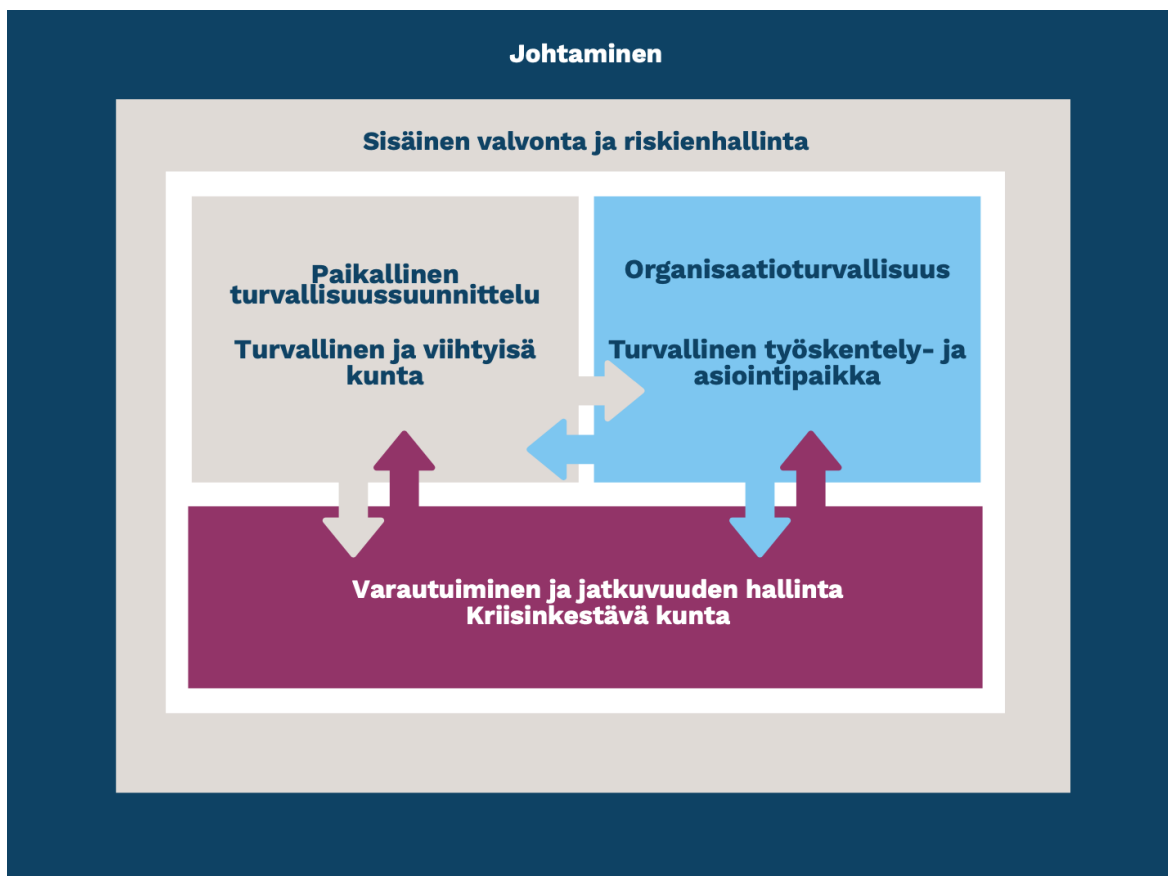 Johtaminen
Sisäinen valvonta ja riskienhallinta
Paikallinen
turvallisuussuunnittelu
Turvallinen ja viihtyisä
kunta
Organisaatioturvallisuus
Turvallinen työskentely- ja
asiointipaikka
Varautuiminen ja jatkuvuuden hallinta
Kriisinkestävä kunta